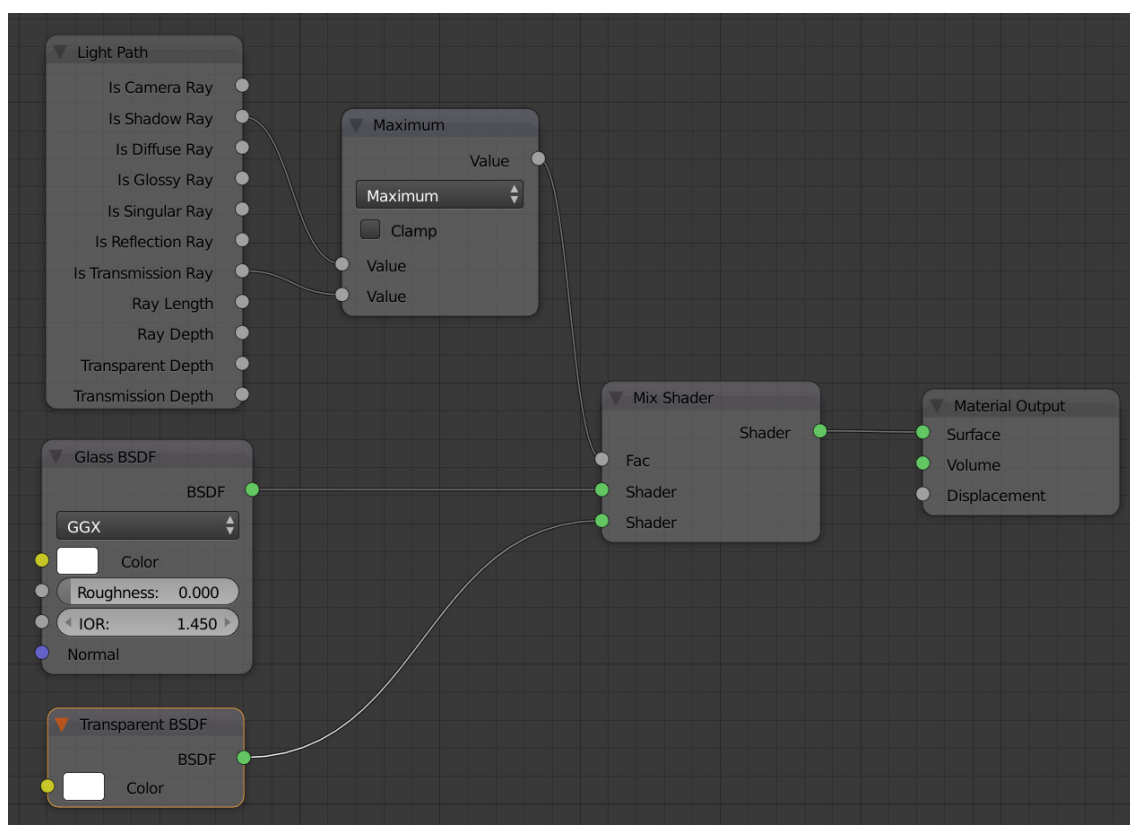 Light Path
Is Camera Ray
Is Shadow Ray
Is Diffuse Ray
Is Glossy Ray
Is Singular Ray
Is Reflection Ray
Is Transmission Ray
Ray Length
Ray Depth
Transparent Depth
Transmission Depth
Maximum
Value
Maximum
Clamp
Value
Value
Glass BSDF
BSDF
GGX
Color
Roughness: 0.000
IOR: 1.450
Normal
Transparent BSDF
BSDF
Color
Mix Shader
Shader
Fac
Shader
Shader
Material Output
Surface
Volume
Displacement